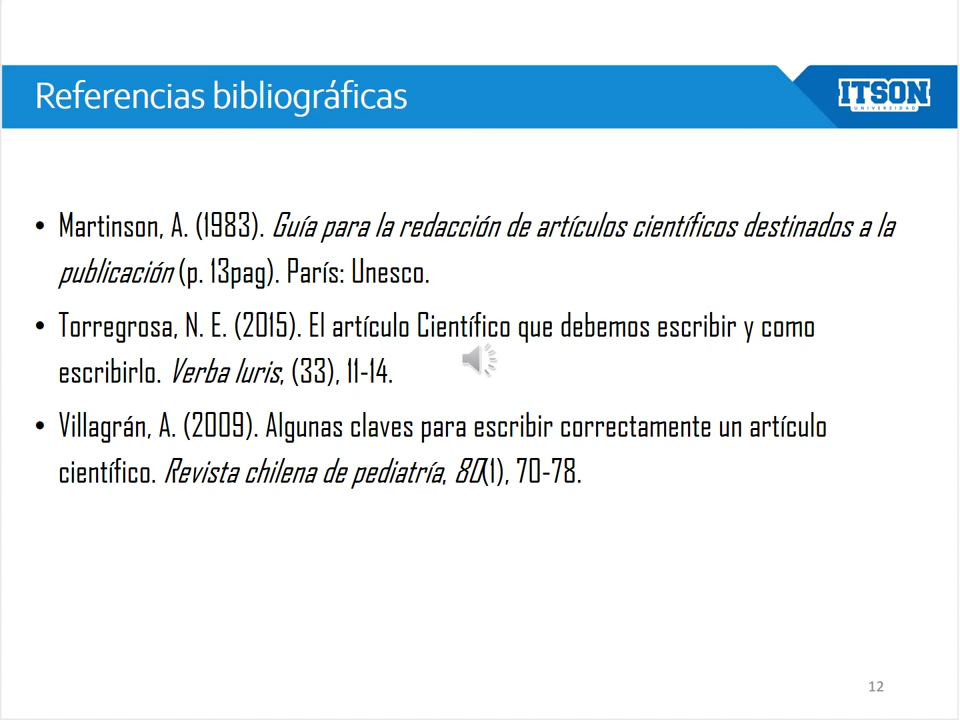 Referencias bibliográficas
ITSON
UNIVERSIDAD
• Martinson, A. (1983). Guía para la redacción de artículos científicos destinados a la
publicación (p. 13pag). París: Unesco.
• Torregrosa, N. E. (2015). El artículo Científico que debemos escribir y como
escribirlo. Verba Iuris, (33), 11-14.
• Villagrán, A. (2009). Algunas claves para escribir correctamente un artículo
científico. Revista chilena de pediatría, 80(1), 70-78.
12